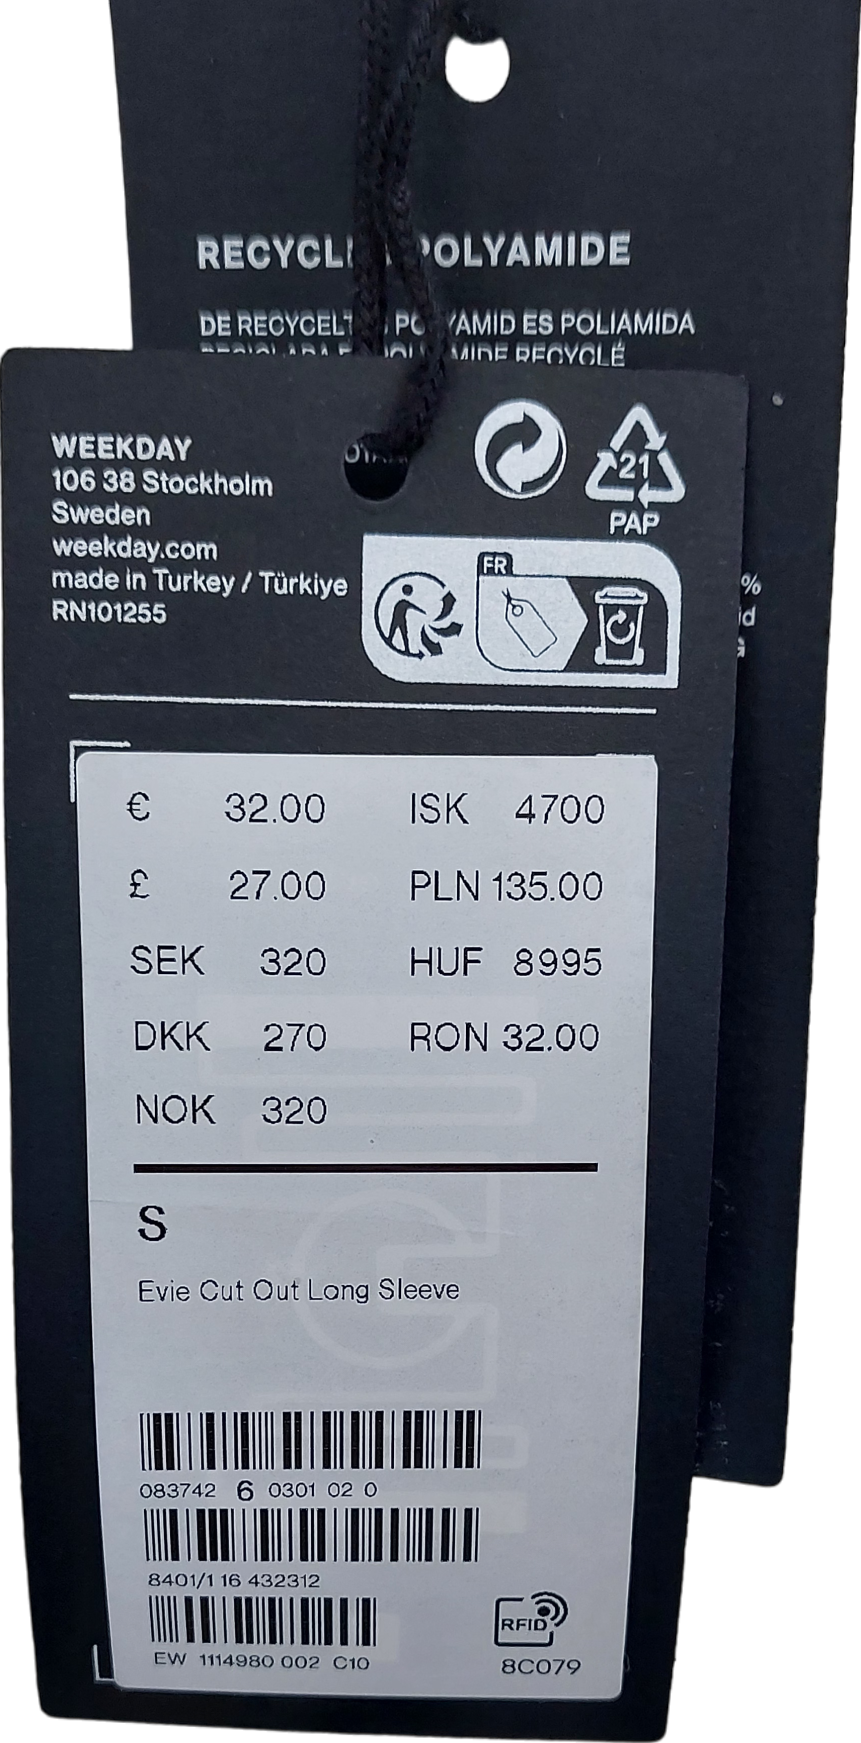 RECYCL POLYAMIDE
DE RECYCELT POLYAMID ES POLIAMIDA
RECYCLÉ
WEEKDAY
106 38 Stockholm
Sweden
weekday.com
made in Turkey / Türkiye
RN101255
21
PAP
FR
%
€ 32.00 ISK 4700
£ 27.00 PLN 135.00
SEK 320 HUF 8995
DKK 270 RON 32.00
NOK 320
S
Evie Cut Out Long Sleeve
083742 6 0301 02 0
8401/1 16 432312
RFID
EW 1114980 002 C10 8C079